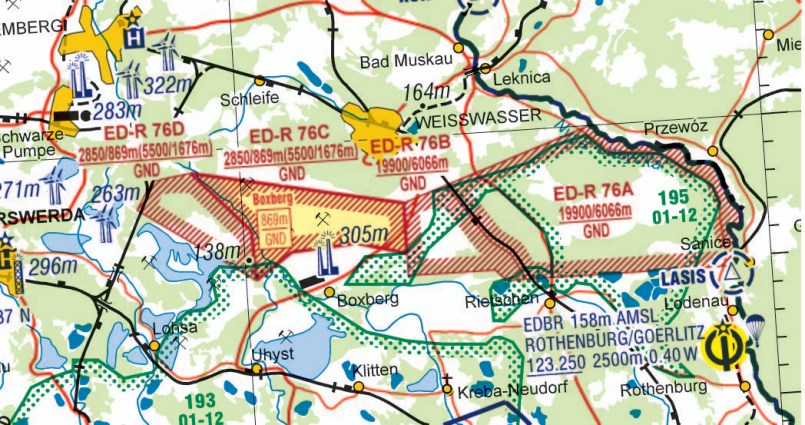 EMBERG
H
Bad Muskau
Mie
322m
Schleife
164m
Leknica
283m
WEISSWASSER
Schwarze
Pumpe
ED-R 76D
2850/869m(5500/1676m)
GND
ED-R 76C
2850/869m(5500/1676m)
GND
ED-R 76B
19900/6066m
GND
Przewóz
271m
263m
Boxberg
869m
GND
ED-R 76A
19900/6066m
GND
195
01-12
RSWERDA
H
296m
138m
305m
Sanice
LASIS
Boxberg
Rietschen
Lodenau
37 N
Lohsa
EDBR 158m AMSL
ROTHENBURG/GOERLITZ
123.250 2500m 0.40 W
Uhyst
Klitten
Kreba-Neudorf
Rothenburg
193
01-12